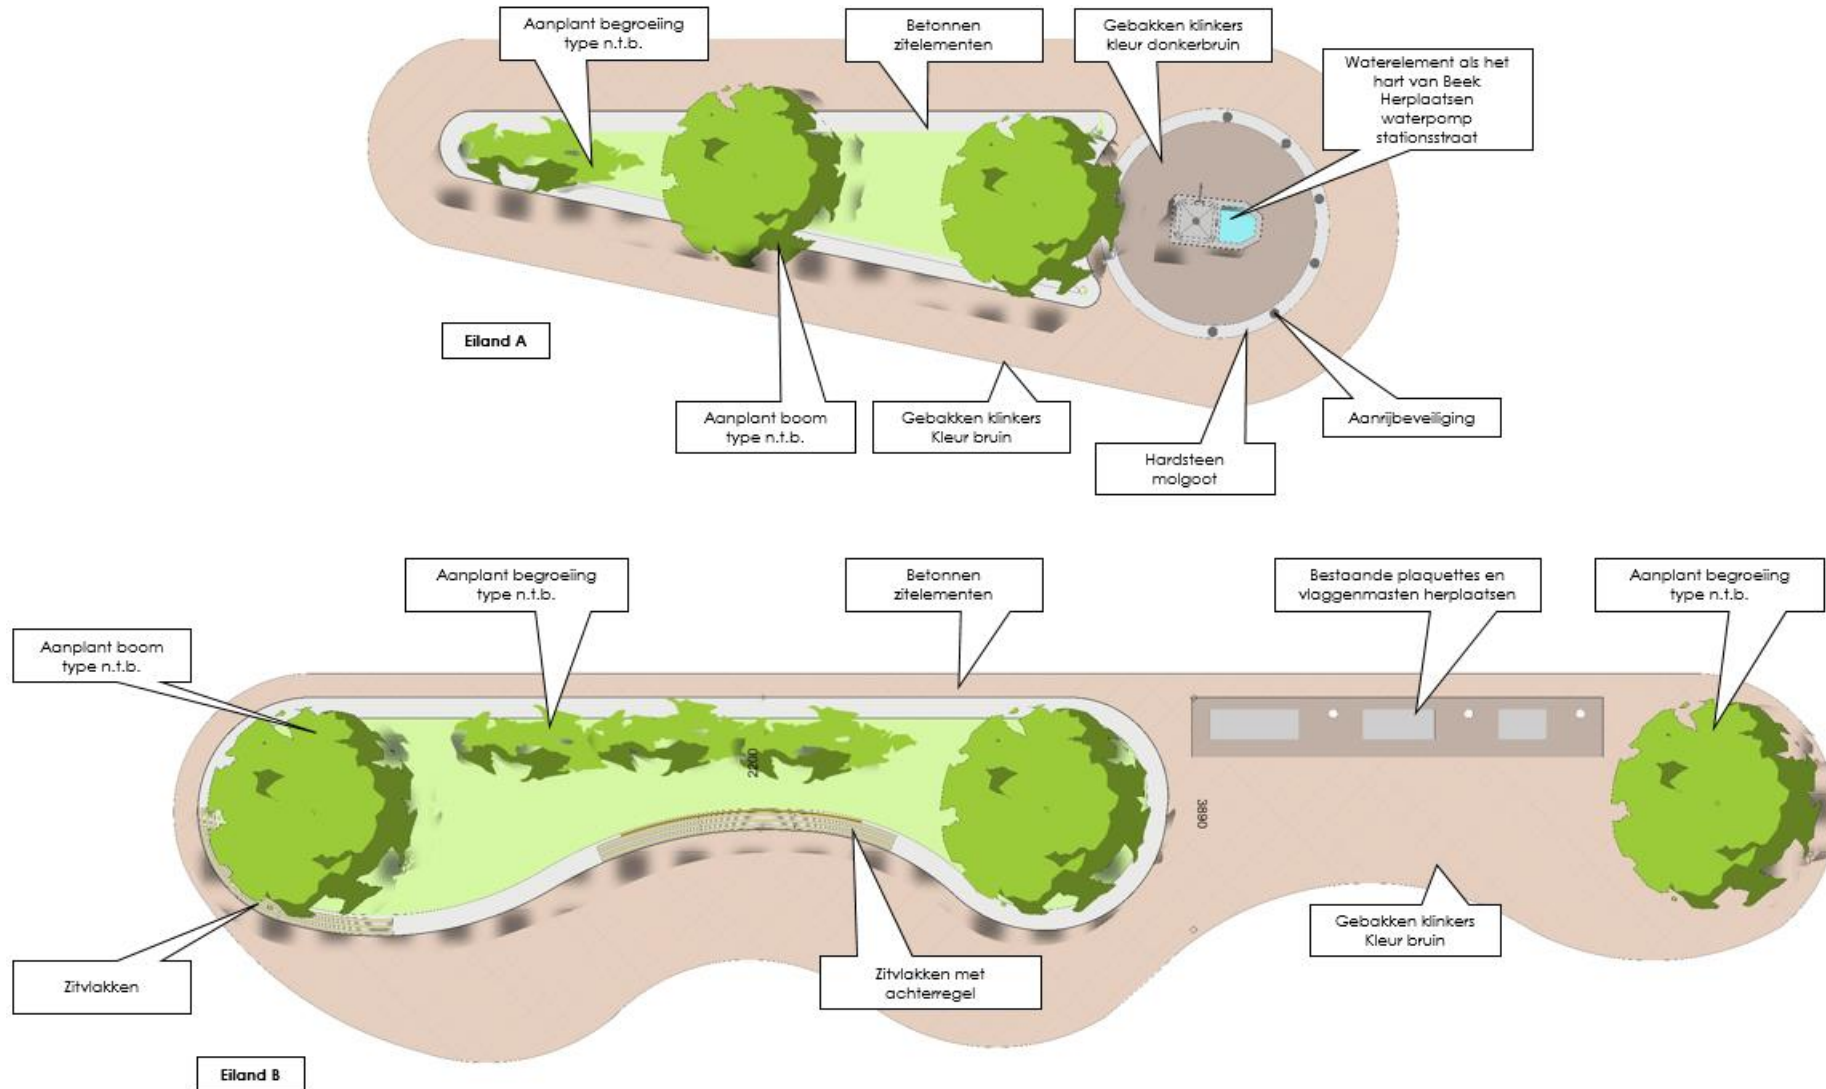 Aanplant begroeiing
type n.t.b.
Betonnen
zitelementen
Gebakken klinkers
kleur donkerbruin
Waterelement als het
hart van Beek
Herplaatsen
waterpomp
stationsstraat
Eiland A
Aanplant boom
type n.t.b.
Gebakken klinkers
Kleur bruin
Hardsteen
molgoot
Aanrijbeveiliging
Aanplant begroeiing
type n.t.b.
Betonnen
zitelementen
Bestaande plaquettes en
vlaggenmasten herplaatsen
Aanplant begroeiing
type n.t.b.
Aanplant boom
type n.t.b.
2200
3890
Zitvlakken
Zitvlakken met
achterregel
Gebakken klinkers
Kleur bruin
Eiland B